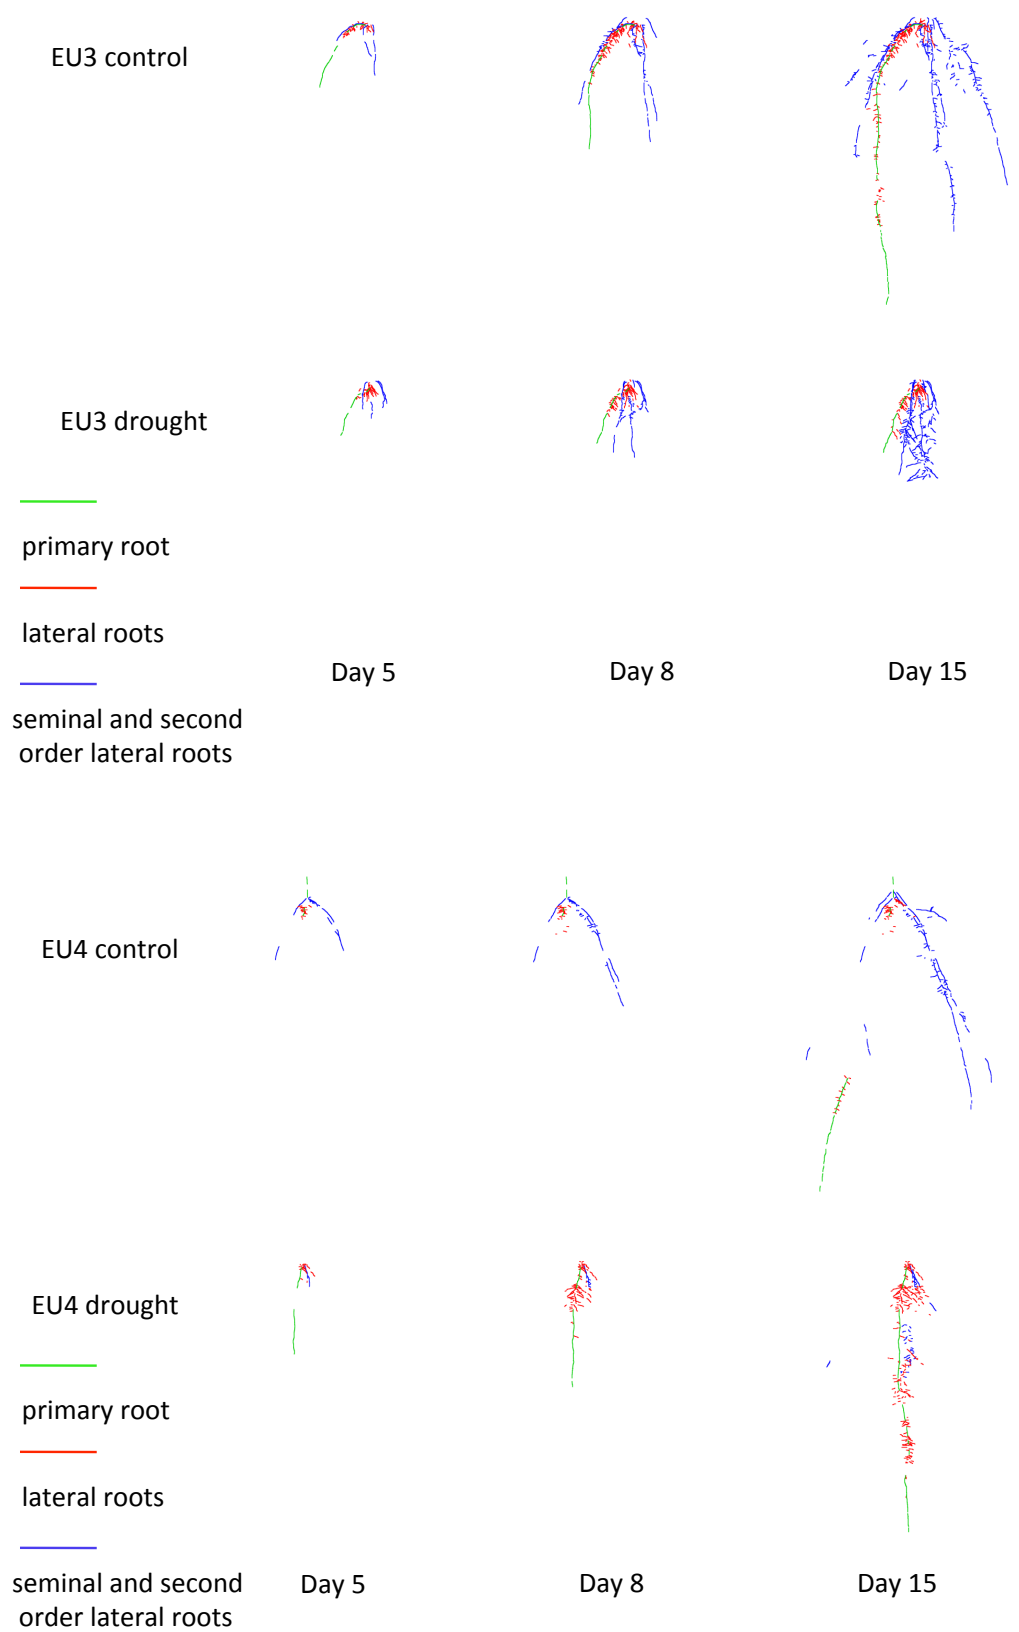 EU3 control
EU3 drought
primary root
lateral roots
seminal and second
order lateral roots
Day 5
Day 8
Day 15
EU4 control
EU4 drought
primary root
lateral roots
seminal and second
order lateral roots
Day 5
Day 8
Day 15